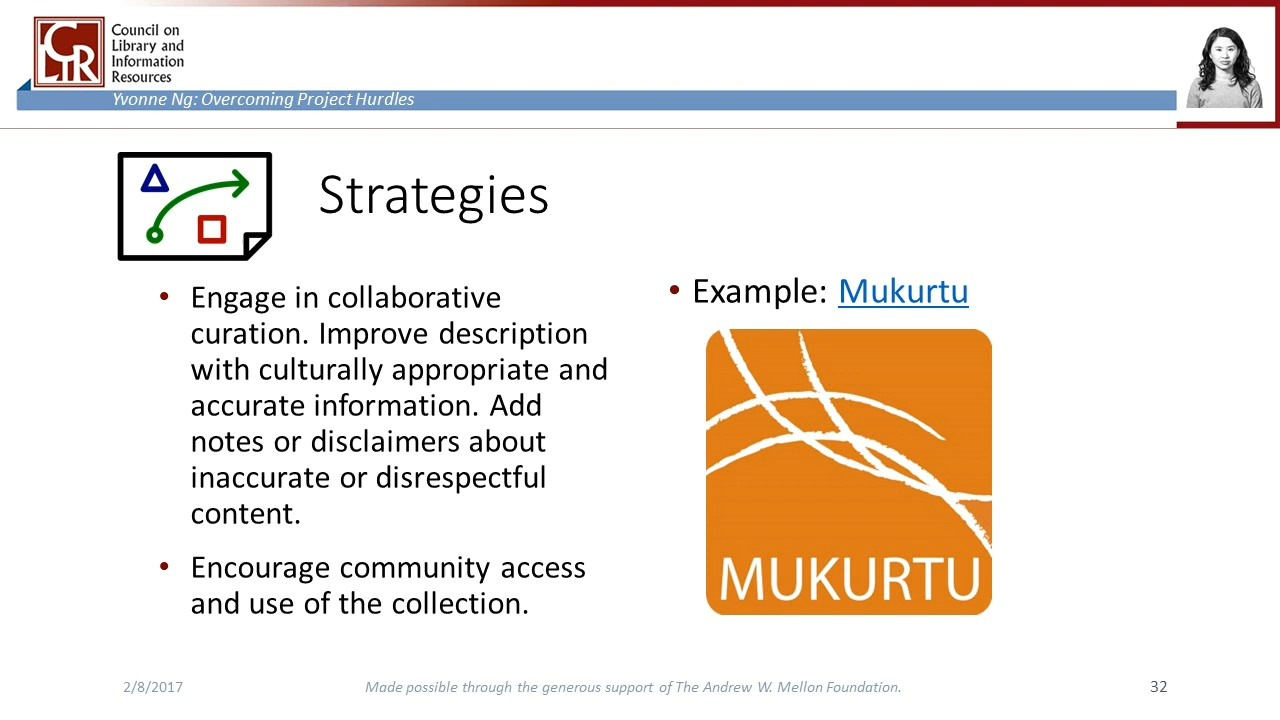 CLIR
Council on
Library and
Information
Resources
Yvonne Ng: Overcoming Project Hurdles
Strategies
• Engage in collaborative
curation. Improve description
with culturally appropriate and
accurate information. Add
notes or disclaimers about
inaccurate or disrespectful
content.
• Encourage community access
and use of the collection.
• Example: Mukurtu
MUKURTU
2/8/2017
Made possible through the generous support of The Andrew W. Mellon Foundation.
32